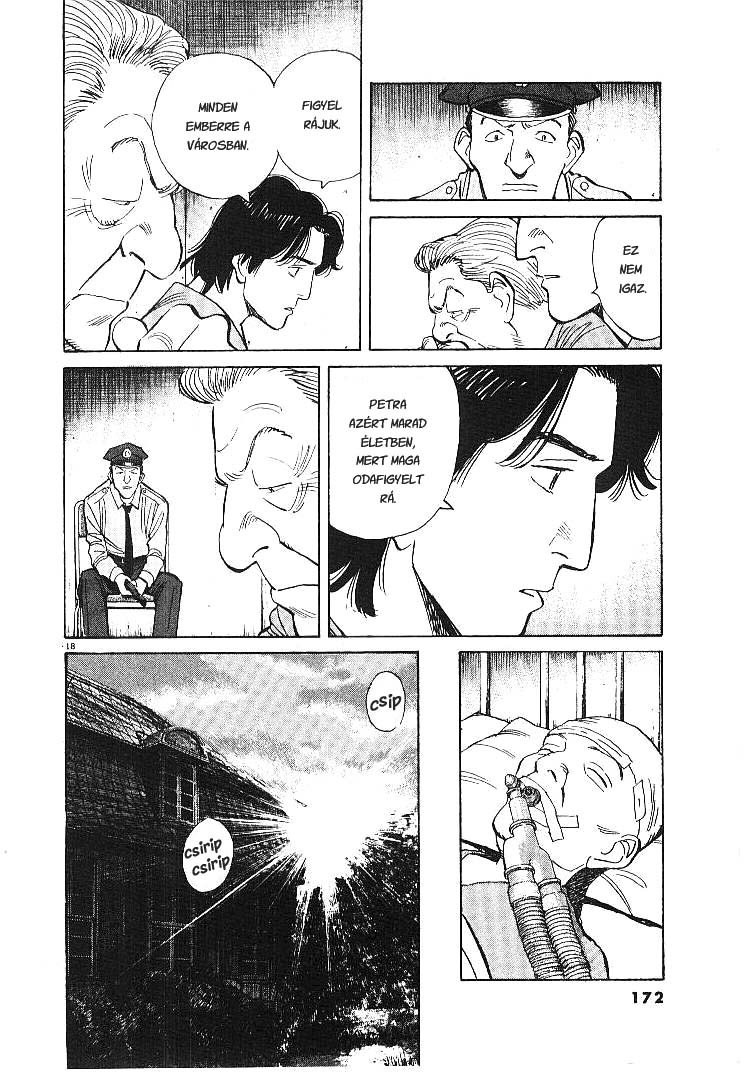 EZ
NEM
IGAZ.
FIGYEL
RÁJUK.
MINDEN
EMBERRE A
VÁROSBAN.
PETRA
AZÉRT MARAD
ÉLETBEN,
MERT MAGA
ODAFIGYELT
RÁ.
18
csip
csirip
csirip
172